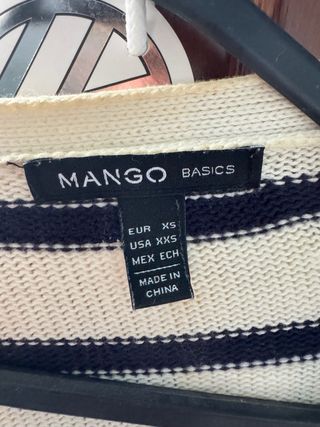 MANGO BASICS
EUR XS
USA XXS
MEX ECH
MADE IN
CHINA